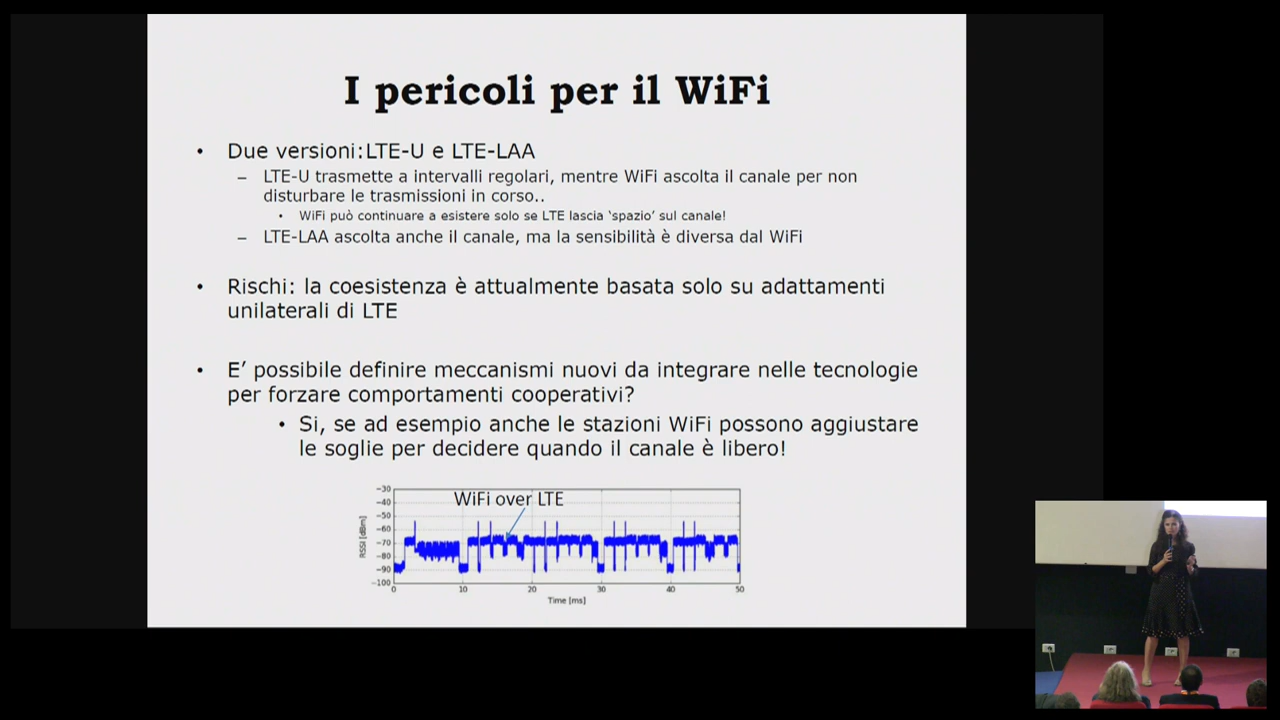 I pericoli per il WiFi
• Due versioni:LTE-U e LTE-LAA
– LTE-U trasmette a intervalli regolari, mentre WiFi ascolta il canale per non
disturbare le trasmissioni in corso..
• WiFi può continuare a esistere solo se LTE lascia ‘spazio’ sul canale!
– LTE-LAA ascolta anche il canale, ma la sensibilità è diversa dal WiFi
• Rischi: la coesistenza è attualmente basata solo su adattamenti
unilaterali di LTE
• E’ possibile definire meccanismi nuovi da integrare nelle tecnologie
per forzare comportamenti cooperativi?
• Si, se ad esempio anche le stazioni WiFi possono aggiustare
le soglie per decidere quando il canale è libero!
WiFi over LTE
RSSI [dBm]
−30
−40
−50
−60
−70
−80
−90
−100
0 10 20 30 40 50
Time [ms]